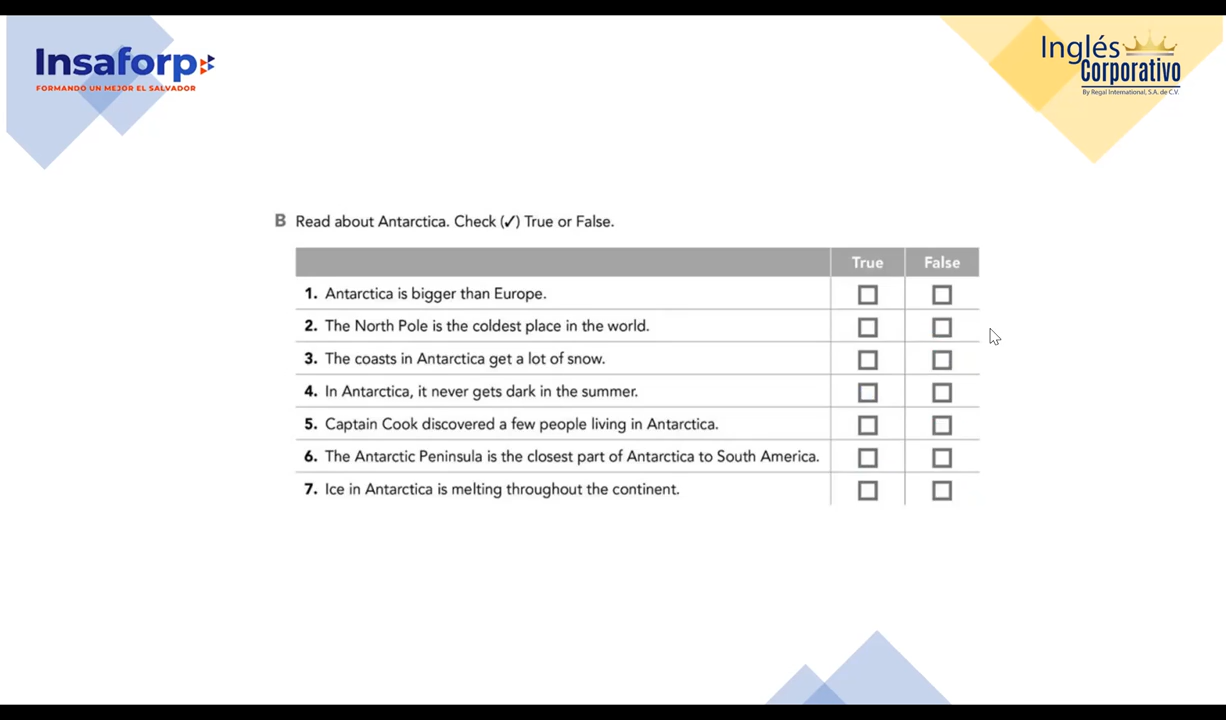 Insaforp
FORMANDO UN MEJOR EL SALVADOR
Inglés
Corporativo
By Regal International, S.A. de C.V.
B Read about Antarctica. Check (✓) True or False.
True False
1. Antarctica is bigger than Europe.
2. The North Pole is the coldest place in the world.
3. The coasts in Antarctica get a lot of snow.
4. In Antarctica, it never gets dark in the summer.
5. Captain Cook discovered a few people living in Antarctica.
6. The Antarctic Peninsula is the closest part of Antarctica to South America.
7. Ice in Antarctica is melting throughout the continent.